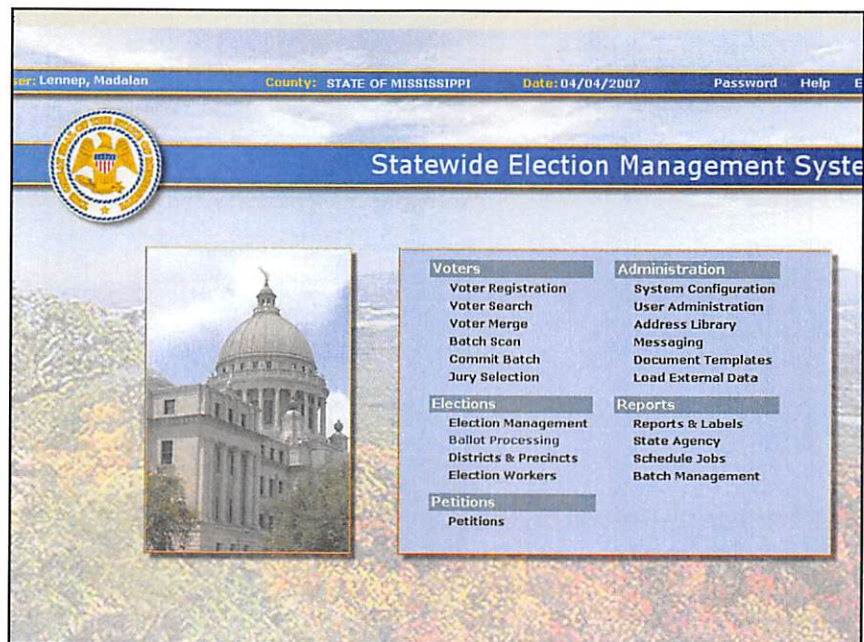 ser: Lennep, Madalan County: STATE OF MISSISSIPPI Date: 04/04/2007 Password Help E
Statewide Election Management Syste
Voters
Voter Registration
Voter Search
Voter Merge
Batch Scan
Commit Batch
Jury Selection
Elections
Election Management
Ballot Processing
Districts & Precincts
Election Workers
Petitions
Petitions
Administration
System Configuration
User Administration
Address Library
Messaging
Document Templates
Load External Data
Reports
Reports & Labels
State Agency
Schedule Jobs
Batch Management